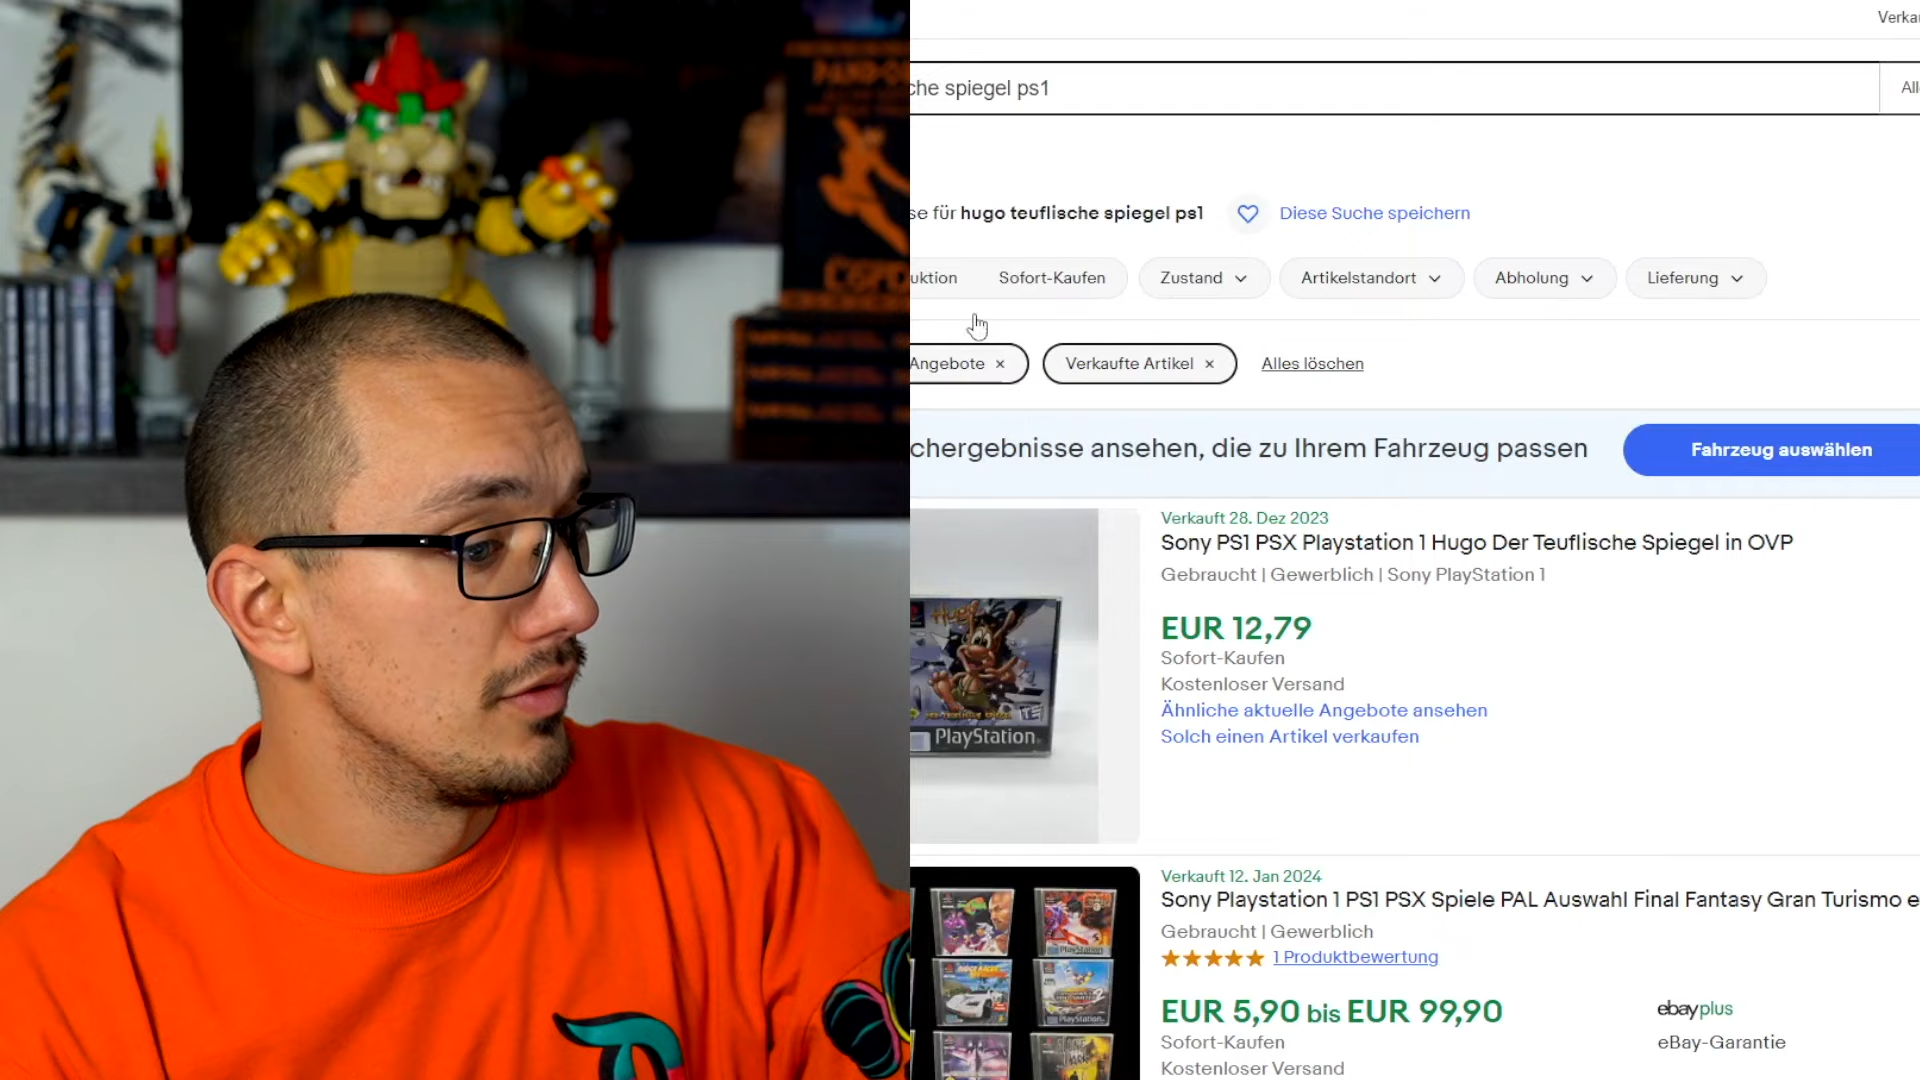 Verka
che spiegel ps1
All
se für hugo teuflische spiegel ps1
Diese Suche speichern
uktion
Sofort-Kaufen
Zustand
Artikelstandort
Abholung
Lieferung
Angebote ×
Verkaufte Artikel ×
Alles löschen
chergebnisse ansehen, die zu Ihrem Fahrzeug passen
Fahrzeug auswählen
Verkauft 28. Dez 2023
Sony PS1 PSX Playstation 1 Hugo Der Teuflische Spiegel in OVP
Gebraucht | Gewerblich | Sony PlayStation 1
EUR 12,79
Sofort-Kaufen
Kostenloser Versand
Ähnliche aktuelle Angebote ansehen
Solch einen Artikel verkaufen
Hugo
PlayStation
Verkauft 12. Jan 2024
Sony Playstation 1 PS1 PSX Spiele PAL Auswahl Final Fantasy Gran Turismo e
Gebraucht | Gewerblich
1 Produktbewertung
EUR 5,90 bis EUR 99,90
Sofort-Kaufen
Kostenloser Versand
ebayplus
eBay-Garantie
PlayStation
PlayStation